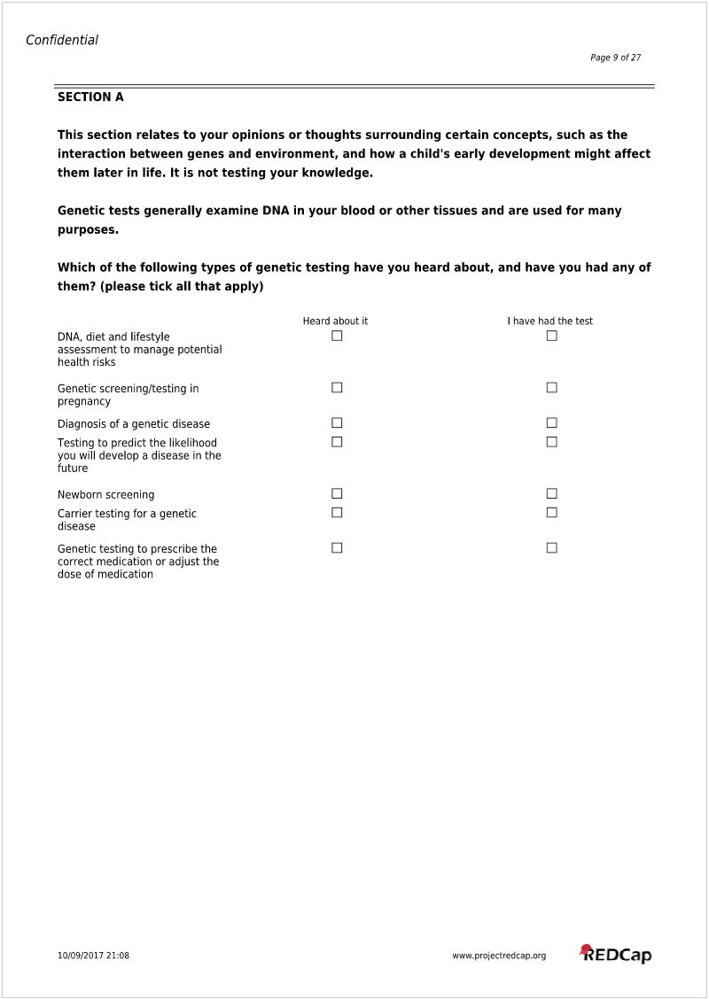 Confidential
Page 9 of 27
SECTION A
This section relates to your opinions or thoughts surrounding certain concepts, such as the
interaction between genes and environment, and how a child's early development might affect
them later in life. It is not testing your knowledge.
Genetic tests generally examine DNA in your blood or other tissues and are used for many
purposes.
Which of the following types of genetic testing have you heard about, and have you had any of
them? (please tick all that apply)
Heard about it I have had the test
DNA, diet and lifestyle
assessment to manage potential
health risks
Genetic screening/testing in
pregnancy
Diagnosis of a genetic disease
Testing to predict the likelihood
you will develop a disease in the
future
Newborn screening
Carrier testing for a genetic
disease
Genetic testing to prescribe the
correct medication or adjust the
dose of medication
10/09/2017 21:08 www.projectredcap.org REDCap